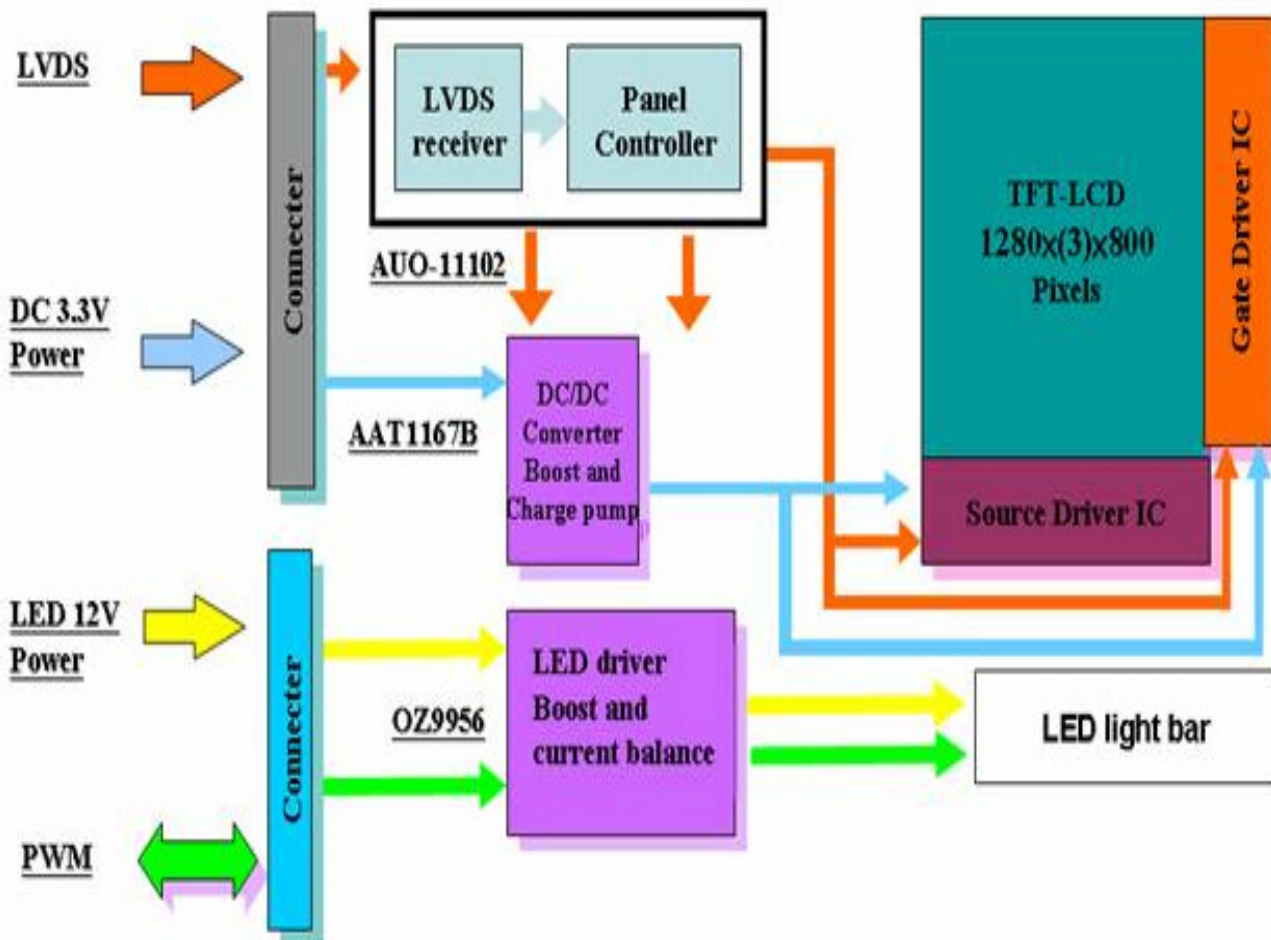 LVDS
DC 3.3V
Power
LED 12V
Power
PWM
Connecter
Connecter
LVDS
receiver
Panel
Controller
AUO-11102
AAT1167B
DC/DC
Converter
Boost and
Charge pump
OZ9956
LED driver
Boost and
current balance
TFT-LCD
1280x(3)x800
Pixels
Gate Driver IC
Source Driver IC
LED light bar